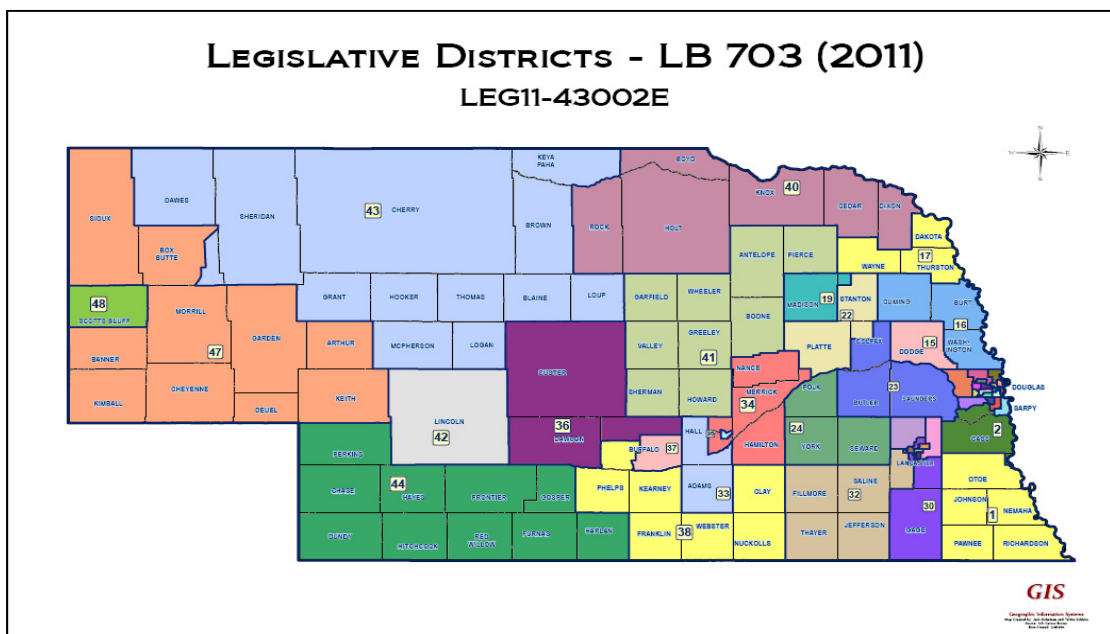 LEGISLATIVE DISTRICTS - LB 703 (2011)
LEG11-43002E
N
W
E
S
BOYD
KEYA
PAHA
KNOX
40
CEDAR
DIXON
DAWES
SIOUX
SHERIDAN
43
CHERRY
BROWN
ROCK
HOLT
DAKOTA
BOX
BUTTE
ANTELOPE
PIERCE
WAYNE
17
THURSTON
48
SCOTTS BLUFF
MORRILL
GARDEN
GRANT
HOOKER
THOMAS
BLAINE
LOUP
GARFIELD
WHEELER
BOONE
MADISON
19
STANTON
22
CUMING
BURT
16
WASH-
INGTON
BANNER
47
ARTHUR
MCPHERSON
LOGAN
CUSTER
VALLEY
GREELEY
41
PLATTE
COLFAX
DODGE
15
KIMBALL
CHEYENNE
DEUEL
KEITH
LINCOLN
42
SHERMAN
HOWARD
NANCE
MERRICK
34
POLK
BUTLER
23
SAUNDERS
DOUGLAS
SARPY
36
DAWSON
BUFFALO
37
HALL
35
HAMILTON
24
YORK
SEWARD
LANCASTER
CASS
2
PERKINS
CHASE
44
HAYES
FRONTIER
GOSPER
PHELPS
KEARNEY
ADAMS
33
CLAY
FILLMORE
SALINE
32
30
GAGE
OTOE
JOHNSON
NEMAHA
1
DUNDY
HITCHCOCK
RED
WILLOW
FURNAS
HARLAN
FRANKLIN
38
WEBSTER
NUCKOLLS
THAYER
JEFFERSON
PAWNEE
RICHARDSON
GIS
Geographic Information Systems